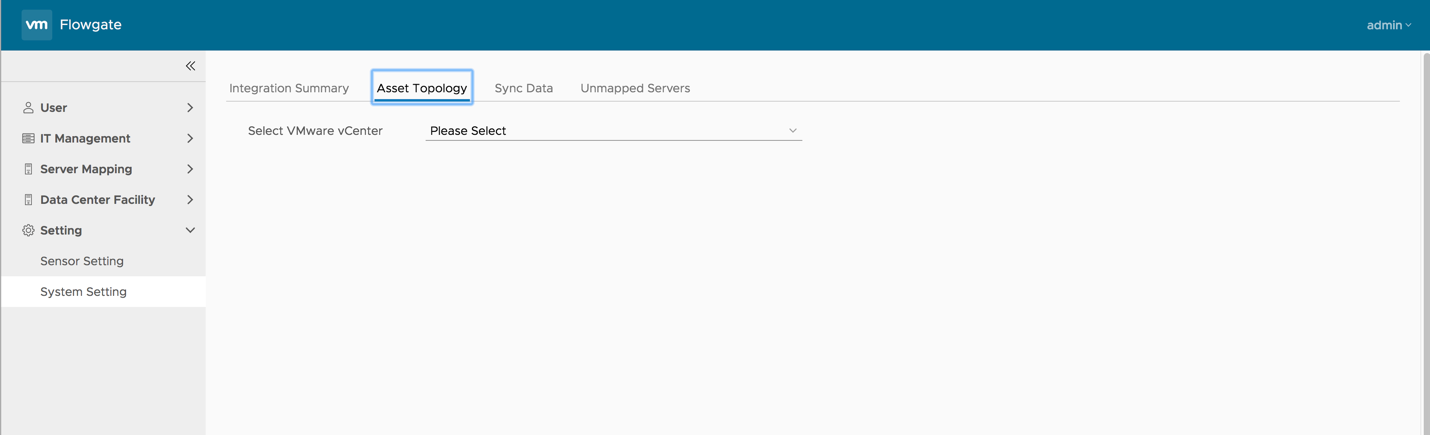 vm Flowgate admin
Integration Summary Asset Topology Sync Data Unmapped Servers
User
Select VMware vCenter Please Select
IT Management
Server Mapping
Data Center Facility
Setting
Sensor Setting
System Setting